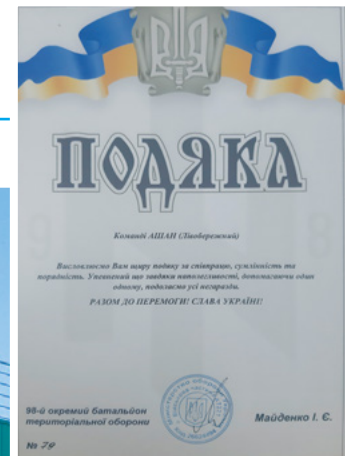 ПОДЯКА
Команді АШАН (Лівобережний)
Висловлюємо Вам щиру подяку за співпрацю, сумлінність та
порядність. Упевнений що завдяки наполегливості, допомагаючи один
одному, подолаємо усі негаразди.
РАЗОМ ДО ПЕРЕМОГИ! СЛАВА УКРАЇНІ!
98-й окремий батальйон
територіальної оборони
Майденко І. Є.
№ 79